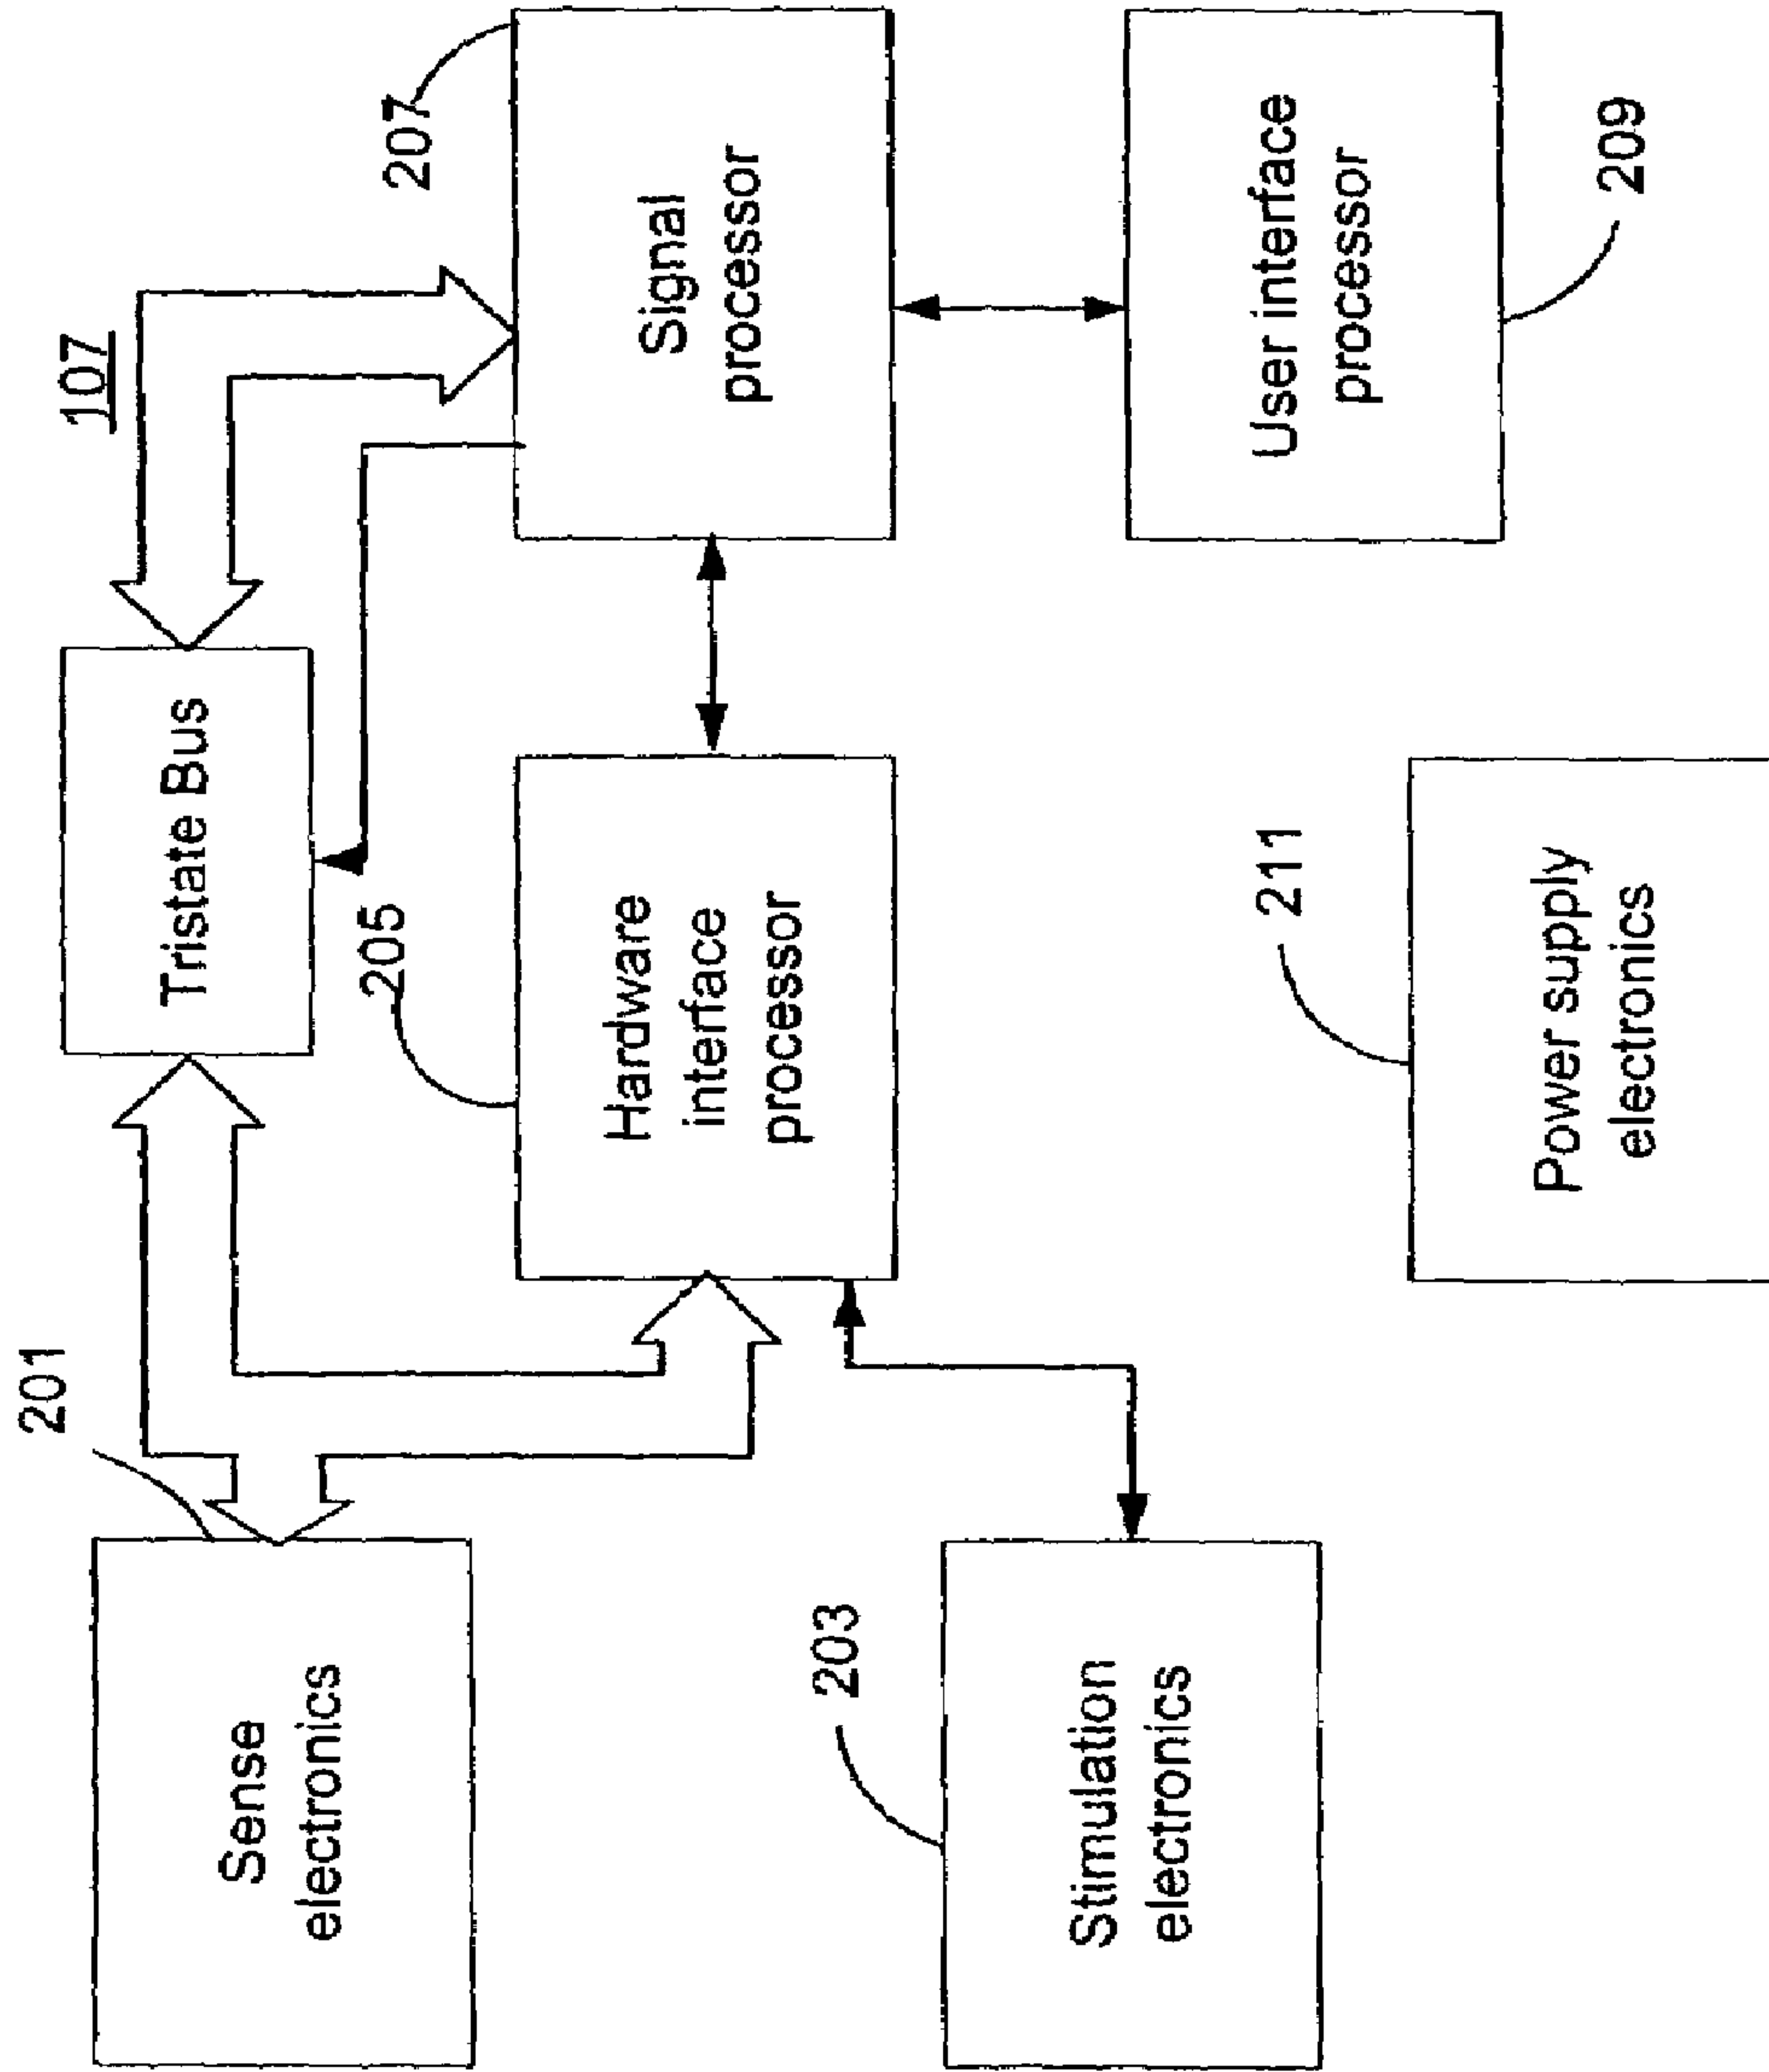 107
201
Sense
electronics
Tristate Bus
207
Signal
processor
205
Hardware
interface
processor
203
Stimulation
electronics
User interface
processor
209
211
Power supply
electronics